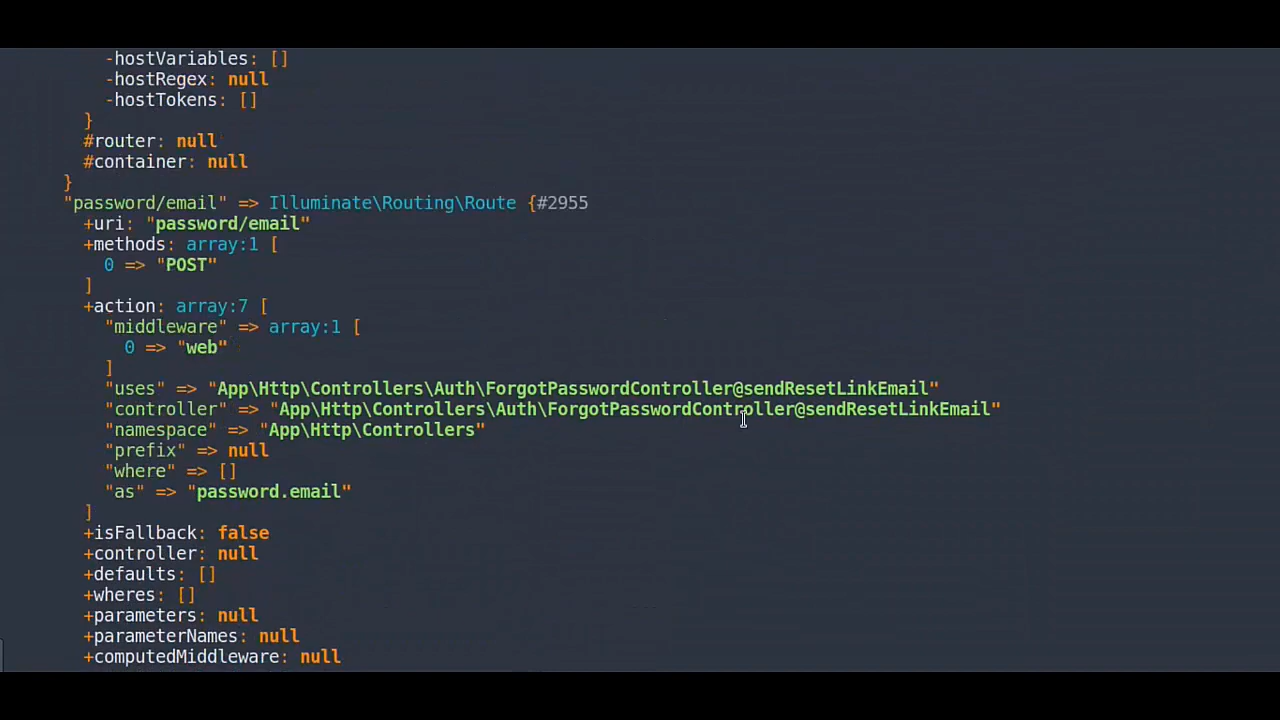 -hostVariables: []
-hostRegex: null
-hostTokens: []
}
#router: null
#container: null
}
"password/email" => Illuminate\Routing\Route {#2955
+uri: "password/email"
+methods: array:1 [
0 => "POST"
]
+action: array:7 [
"middleware" => array:1 [
0 => "web"
]
"uses" => "App\Http\Controllers\Auth\ForgotPasswordController@sendResetLinkEmail"
"controller" => "App\Http\Controllers\Auth\ForgotPasswordController@sendResetLinkEmail"
"namespace" => "App\Http\Controllers"
"prefix" => null
"where" => []
"as" => "password.email"
]
+isFallback: false
+controller: null
+defaults: []
+wheres: []
+parameters: null
+parameterNames: null
+computedMiddleware: null